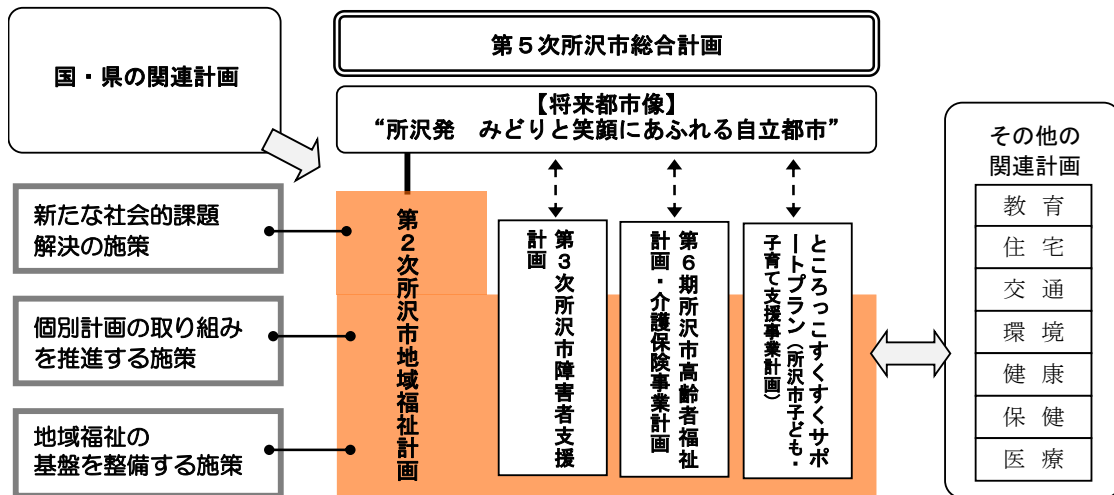 国・県の関連計画
第５次所沢市総合計画
【将来都市像】
“所沢発　みどりと笑顔にあふれる自立都市”
新たな社会的課題
解決の施策
個別計画の取り組み
を推進する施策
地域福祉の
基盤を整備する施策
第２次所沢市地域福祉計画
第３次所沢市障害者支援
計画
第６期所沢市高齢者福祉
計画・介護保険事業計画
ところっこすくすくサポ
ートプラン（所沢市子ども・
子育て支援事業計画）
その他の
関連計画
教 育
住 宅
交 通
環 境
健 康
保 健
医 療